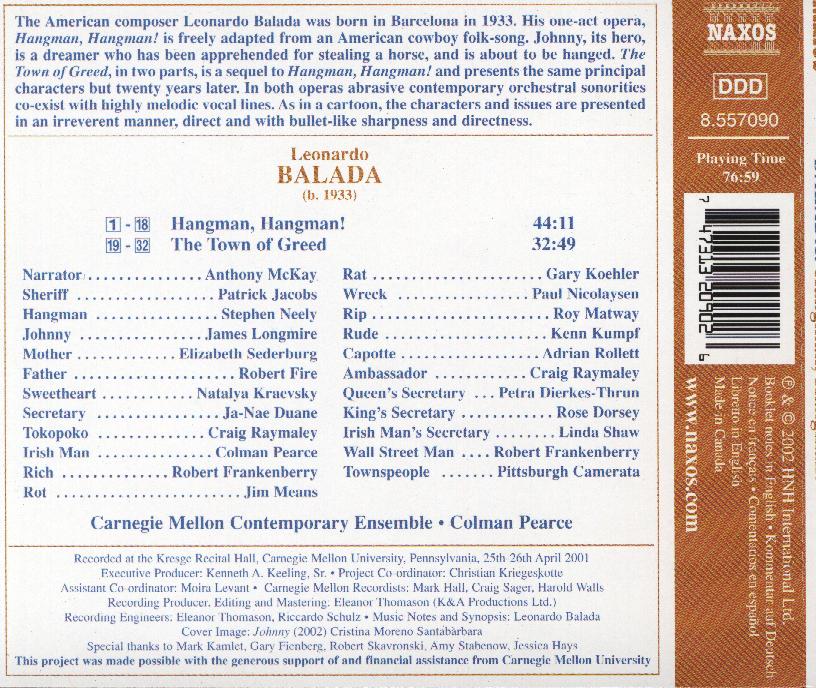 The American composer Leonardo Balada was born in Barcelona in 1933. His one-act opera,
Hangman, Hangman! is freely adapted from an American cowboy folk-song. Johnny, its hero,
is a dreamer who has been apprehended for stealing a horse, and is about to be hanged. The
Town of Greed, in two parts, is a sequel to Hangman, Hangman! and presents the same principal
characters but twenty years later. In both operas abrasive contemporary orchestral sonorities
co-exist with highly melodic vocal lines. As in a cartoon, the characters and issues are presented
in an irreverent manner, direct and with bullet-like sharpness and directness.
Leonardo
BALADA
(b. 1933)
1 - 18 Hangman, Hangman! 44:11
19 - 32 The Town of Greed 32:49
Narrator ............... Anthony McKay
Sheriff .................. Patrick Jacobs
Hangman ................. Stephen Neely
Johnny ................ James Longmire
Mother ............. Elizabeth Sederburg
Father .................... Robert Fire
Sweetheart ............ Natalya Kraevsky
Secretary ................ Ja-Nae Duane
Tokopoko .............. Craig Raymaley
Irish Man ............... Colman Pearce
Rich ............. Robert Frankenberry
Rot ........................ Jim Means
Rat ...................... Gary Koehler
Wreck ................. Paul Nicolaysen
Rip ....................... Roy Matway
Rude ..................... Kenn Kumpf
Capotte .................. Adrian Rollett
Ambassador ............ Craig Raymaley
Queen's Secretary ... Petra Dierkes-Thrun
King's Secretary ............ Rose Dorsey
Irish Man's Secretary ........ Linda Shaw
Wall Street Man .... Robert Frankenberry
Townspeople ....... Pittsburgh Camerata
Carnegie Mellon Contemporary Ensemble • Colman Pearce
Recorded at the Kresge Recital Hall, Carnegie Mellon University, Pennsylvania, 25th-26th April 2001
Executive Producer: Kenneth A. Keeling, Sr. • Project Co-ordinator: Christian Kriegeskotte
Assistant Co-ordinator: Moira Levant • Carnegie Mellon Recordists: Mark Hall, Craig Sager, Harold Walls
Recording Producer. Editing and Mastering: Eleanor Thomason (K&A Productions Ltd.)
Recording Engineers: Eleanor Thomason, Riccardo Schulz • Music Notes and Synopsis: Leonardo Balada
Cover Image: Johnny (2002) Cristina Moreno Santabàrbara
Special thanks to Mark Kamlet, Gary Fienberg, Robert Skavronski, Amy Stabenow, Jessica Hays
This project was made possible with the generous support of and financial assistance from Carnegie Mellon University
NAXOS
DDD
8.557090
Playing Time
76:59
7 47313 20902 6
℗ & © 2002 HNH International Ltd.
Booklet notes in English • Kommentar auf Deutsch
Notice en français • Comentarios en español
Libretto in English
Made in Canada
www.naxos.com